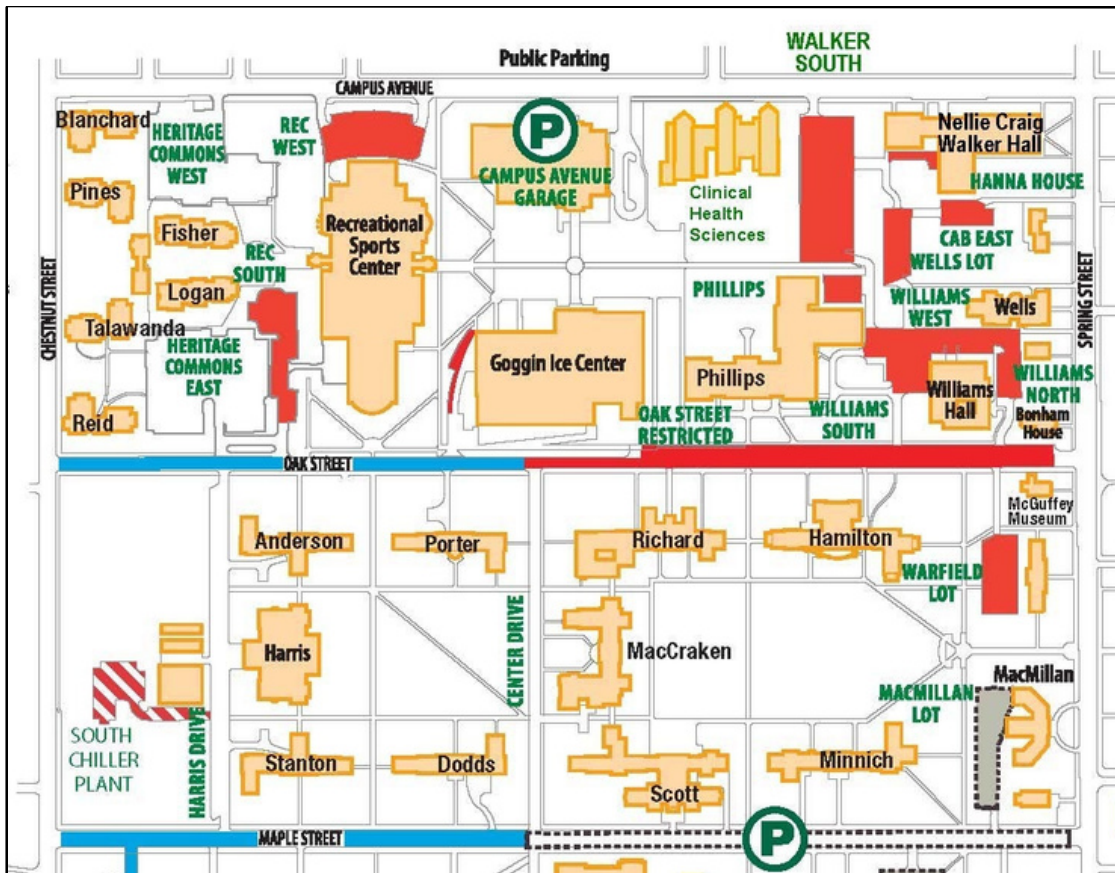 Public Parking
WALKER
SOUTH
CAMPUS AVENUE
Blanchard
HERITAGE
COMMONS
WEST
REC
WEST
P
CAMPUS AVENUE
GARAGE
Nellie Craig
Walker Hall
HANNA HOUSE
Pines
Clinical
Health
Sciences
Fisher
Recreational
Sports
Center
REC
SOUTH
CAB EAST
WELLS LOT
Logan
PHILLIPS
WILLIAMS
WEST
Wells
CHESTNUT STREET
SPRING STREET
Talawanda
HERITAGE
COMMONS
EAST
Goggin Ice Center
Phillips
Williams
Hall
WILLIAMS
NORTH
Reid
OAK STREET
RESTRICTED
WILLIAMS
SOUTH
Bonham
House
OAK STREET
McGuffey
Museum
Anderson
Porter
Richard
Hamilton
WARFIELD
LOT
CENTER DRIVE
Harris
MacCraken
MacMillan
MACMILLAN
LOT
SOUTH
CHILLER
PLANT
HARRIS DRIVE
Stanton
Dodds
Scott
Minnich
MAPLE STREET
P